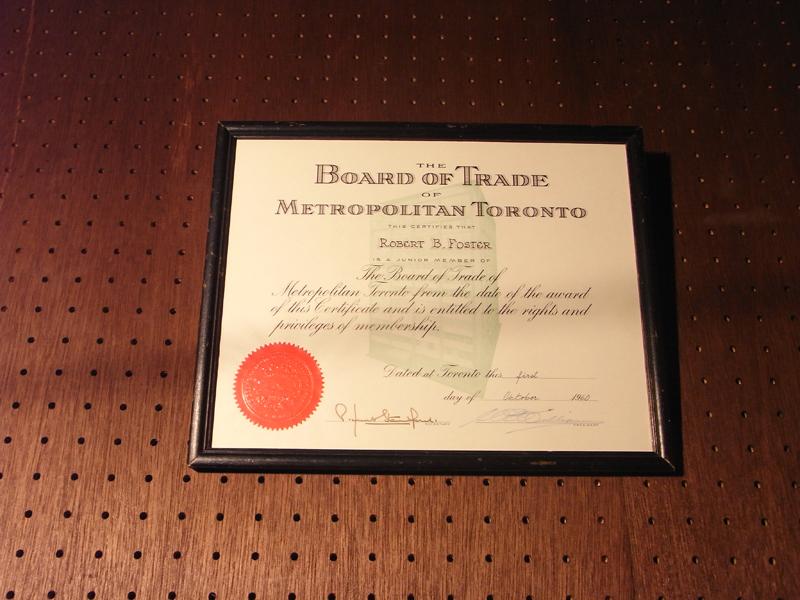 THE
BOARD OF TRADE
OF
METROPOLITAN TORONTO
THIS CERTIFIES THAT
ROBERT B. FOSTER
IS A JUNIOR MEMBER OF
The Board of Trade of
Metropolitan Toronto from the date of the award
of this Certificate and is entitled to the rights and
privileges of membership.
Dated at Toronto this first
day of October 1960